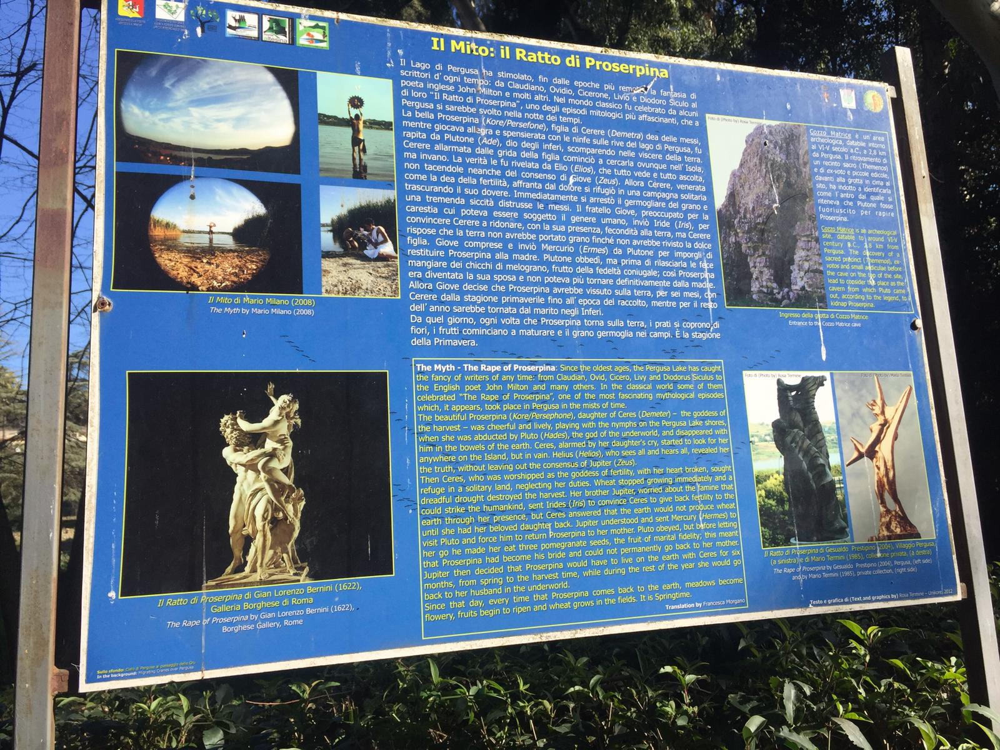 altesina
Il Mito: il Ratto di Proserpina
Il Lago di Pergusa ha stimolato, fin dalle epoche più remote, la fantasia di
scrittori d'ogni tempo: da Claudiano, Ovidio, Cicerone, Livio e Diodoro Siculo al
poeta inglese John Milton e molti altri. Nel mondo classico fu celebrato da alcuni
di loro "Il Ratto di Proserpina", uno degli episodi mitologici più affascinanti, che a
Pergusa si sarebbe svolto nella notte dei tempi.
La bella Proserpina (Kore/Persefone), figlia di Cerere (Demetra) dea delle messi,
mentre giocava allegra e spensierata con le ninfe sulle rive del lago di Pergusa, fu
rapita da Plutone (Ade), dio degli inferi, scomparendo nelle viscere della terra.
Cerere allarmata dalle grida della figlia cominciò a cercarla ovunque nell'Isola,
ma invano. La verità le fu rivelata da Elio (Elios), che tutto vede e tutto ascolta,
non tacendole neanche del consenso di Giove (Zeus). Allora Cerere, venerata
come la dea della fertilità, affranta dal dolore si rifugiò in una campagna solitaria
trascurando il suo dovere. Immediatamente si arrestò il germogliare del grano e
una tremenda siccità distrusse le messi. Il fratello Giove, preoccupato per la
carestia cui poteva essere soggetto il genere umano, inviò Iride (Iris), per
convincere Cerere a ridonare, con la sua presenza, fecondità alla terra, ma Cerere
rispose che la terra non avrebbe portato grano finché non avrebbe rivisto la dolce
figlia. Giove comprese e inviò Mercurio (Ermes) da Plutone per imporgli di
restituire Proserpina alla madre. Plutone obbedì, ma prima di rilasciarla le fece
mangiare dei chicchi di melograno, frutto della fedeltà coniugale; così Proserpina
era diventata la sua sposa e non poteva più tornare definitivamente dalla madre.
Allora Giove decise che Proserpina avrebbe vissuto sulla terra, per sei mesi, con
Cerere dalla stagione primaverile fino all'epoca del raccolto, mentre per il resto
dell'anno sarebbe tornata dal marito negli Inferi.
Da quel giorno, ogni volta che Proserpina torna sulla terra, i prati si coprono di
fiori, i frutti cominciano a maturare e il grano germoglia nei campi. È la stagione
della Primavera.
Il Mito di Mario Milano (2008)
The Myth by Mario Milano (2008)
Foto di (Photo by) Rosa Termine
Cozzo Matrice è un'area
archeologica, databile intorno
al VI-V secolo a.C., a 2,8 km
da Pergusa. Il ritrovamento di
un recinto sacro (Themenos)
e di ex-voto e piccole edicole,
davanti alla grotta in cima al
sito, ha indotto a identificarla
come l'antro dal quale si
riteneva che Plutone fosse
fuoriuscito per rapire
Proserpina.
Cozzo Matrice is an archeological
site, datable to around VI-V
century B.C., 2,8 km from
Pergusa. The discovery of a
sacred precinct (Themenos), ex-
votos and small aediculae before
the cave on the top of the site,
lead to consider this place as the
cavern from which Pluto came
out, according to the legend, to
kidnap Proserpina.
Ingresso della grotta di Cozzo Matrice
Entrance to the Cozzo Matrice cave
The Myth - The Rape of Proserpina: Since the oldest ages, the Pergusa Lake has caught
the fancy of writers of any time: from Claudian, Ovid, Cicero, Livy and Diodorus Siculus to
the English poet John Milton and many others. In the classical world some of them
celebrated "The Rape of Proserpina", one of the most fascinating mythological episodes
which, it appears, took place in Pergusa in the mists of time.
The beautiful Proserpina (Kore/Persephone), daughter of Ceres (Demeter) – the goddess of
the harvest – was cheerful and lively, playing with the nymphs on the Pergusa Lake shores,
when she was abducted by Pluto (Hades), the god of the underworld, and disappeared with
him in the bowels of the earth. Ceres, alarmed by her daughter's cry, started to look for her
anywhere on the Island, but in vain. Helius (Helios), who sees all and hears all, revealed her
the truth, without leaving out the consensus of Jupiter (Zeus).
Then Ceres, who was worshipped as the goddess of fertility, with her heart broken, sought
refuge in a solitary land, neglecting her duties. Wheat stopped growing immediately and a
dreadful drought destroyed the harvest. Her brother Jupiter, worried about the famine that
could strike the humankind, sent Irides (Iris) to convince Ceres to give back fertility to the
earth through her presence, but Ceres answered that the earth would not produce wheat
until she had her beloved daughter back. Jupiter understood and sent Mercury (Hermes) to
visit Pluto and force him to return Proserpina to her mother. Pluto obeyed, but before letting
her go he made her eat three pomegranate seeds, the fruit of marital fidelity; this meant
that Proserpina had become his bride and could not permanently go back to her mother.
Jupiter then decided that Proserpina would have to live on the earth with Ceres for six
months, from spring to the harvest time, while during the rest of the year she would go
back to her husband in the underworld.
Since that day, every time that Proserpina comes back to the earth, meadows become
flowery, fruits begin to ripen and wheat grows in the fields. It is Springtime.
Translation by Francesca Morgano
Il Ratto di Proserpina di Gian Lorenzo Bernini (1622),
Galleria Borghese di Roma
The Rape of Proserpina by Gian Lorenzo Bernini (1622),
Borghese Gallery, Rome
Foto di (Photo by) Rosa Termine
Foto di (Photo by) Mario Termini
Il Ratto di Proserpina di Gesualdo Prestipino (2004), Villaggio Pergusa,
(a sinistra) e di Mario Termini (1985), collezione privata, (a destra)
The Rape of Proserpina by Gesualdo Prestipino (2004), Pergusa, (left side)
and by Mario Termini (1985), private collection, (right side)
Testo e grafica di (Text and graphics by) Rosa Termine – Unikore, 2012
Sullo sfondo: Cielo di Pergusa al passaggio delle Gru
In the background: Migrating Cranes over Pergusa